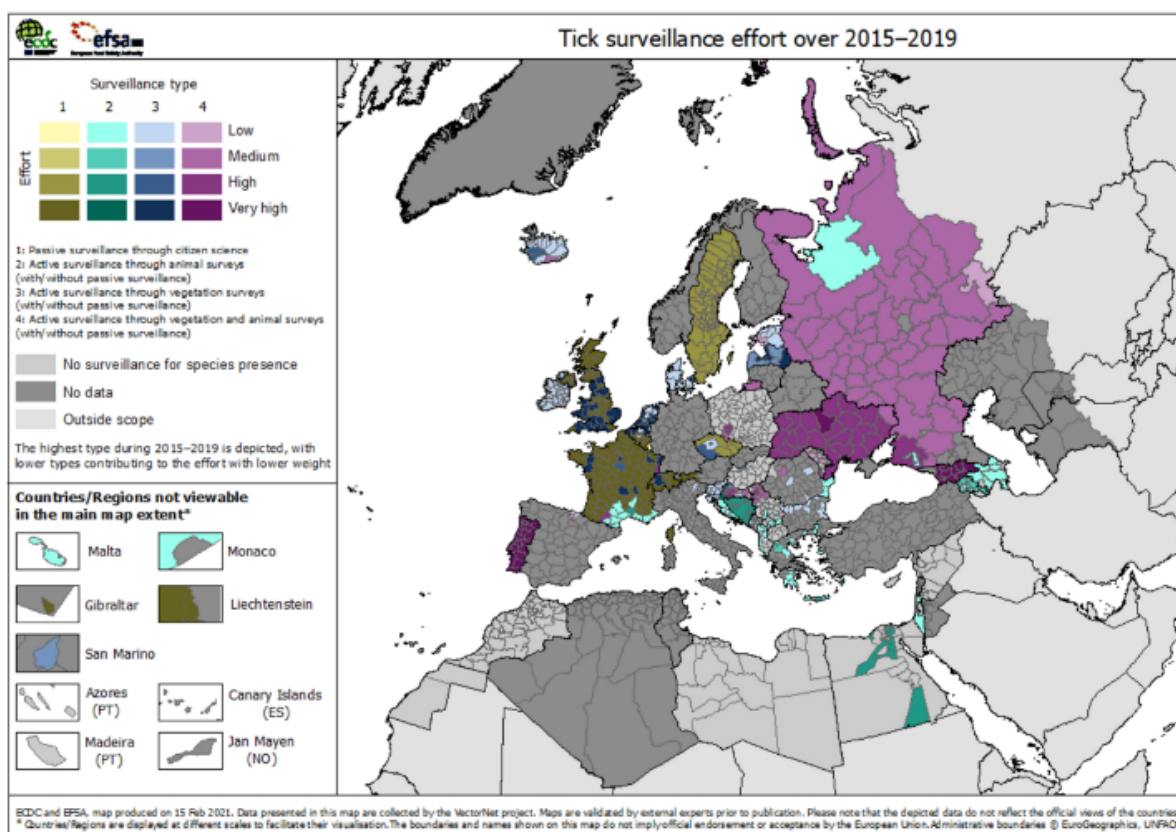 ecdc
efsa
European Food Safety Authority
Tick surveillance effort over 2015–2019
Surveillance type
1 2 3 4
Low
Medium
High
Very high
Effort
1: Passive surveillance through citizen science
2: Active surveillance through animal surveys
(with/without passive surveillance)
3: Active surveillance through vegetation surveys
(with/without passive surveillance)
4: Active surveillance through vegetation and animal surveys
(with/without passive surveillance)
No surveillance for species presence
No data
Outside scope
The highest type during 2015–2019 is depicted, with
lower types contributing to the effort with lower weight
Countries/Regions not viewable
in the main map extent*
Malta
Monaco
Gibraltar
Liechtenstein
San Marino
Azores
(PT)
Canary Islands
(ES)
Madeira
(PT)
Jan Mayen
(NO)
ECDC and EFSA, map produced on 15 Feb 2021. Data presented in this map are collected by the VectorNet project. Maps are validated by external experts prior to publication. Please note that the depicted data do not reflect the official views of the countrie
* Countries/Regions are displayed at different scales to facilitate their visualisation. The boundaries and names shown on this map do not imply official endorsement or acceptance by the European Union. Administrative boundaries © EuroGeographics, UNFA